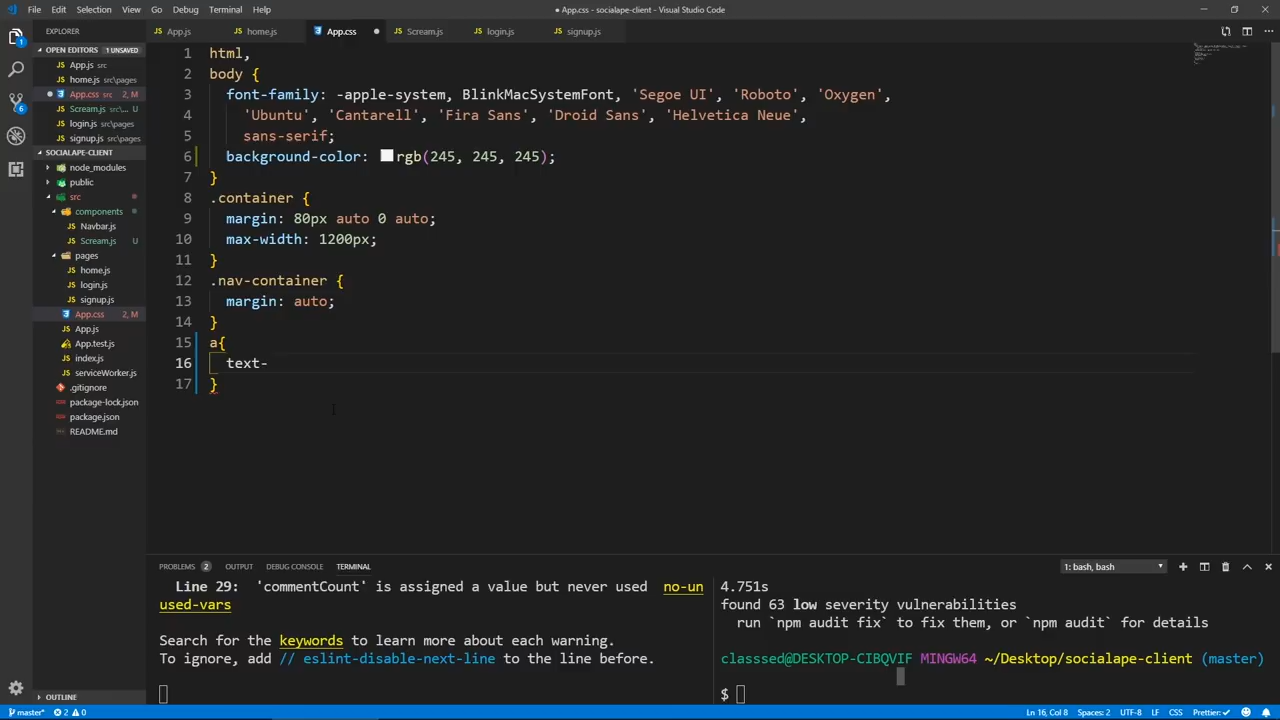 File Edit Selection View Go Debug Terminal Help
● App.css - socialape-client - Visual Studio Code
EXPLORER
OPEN EDITORS 1 UNSAVED
App.js src
home.js src\pages
App.css src 2, M
Scream.js src\... U
login.js src\pages
signup.js src\pages
SOCIALAPE-CLIENT
node_modules
public
src
components
Navbar.js
Scream.js U
pages
home.js
login.js
signup.js
App.css 2, M
App.js
App.test.js
index.js
serviceWorker.js
.gitignore
package-lock.json
package.json
README.md
OUTLINE
App.js home.js App.css ● Scream.js login.js signup.js
1 html,
2 body {
3 font-family: -apple-system, BlinkMacSystemFont, 'Segoe UI', 'Roboto', 'Oxygen',
4 'Ubuntu', 'Cantarell', 'Fira Sans', 'Droid Sans', 'Helvetica Neue',
5 sans-serif;
6 background-color: rgb(245, 245, 245);
7 }
8 .container {
9 margin: 80px auto 0 auto;
10 max-width: 1200px;
11 }
12 .nav-container {
13 margin: auto;
14 }
15 a{
16 text-
17 }
PROBLEMS 2 OUTPUT DEBUG CONSOLE TERMINAL 1: bash, bash
Line 29: 'commentCount' is assigned a value but never used no-un
used-vars
Search for the keywords to learn more about each warning.
To ignore, add // eslint-disable-next-line to the line before.
4.751s
found 63 low severity vulnerabilities
run `npm audit fix` to fix them, or `npm audit` for details
classsed@DESKTOP-CIBQVIF MINGW64 ~/Desktop/socialape-client (master)
$
master* 2 0 Ln 16, Col 8 Spaces: 2 UTF-8 LF CSS Prettier: ✓